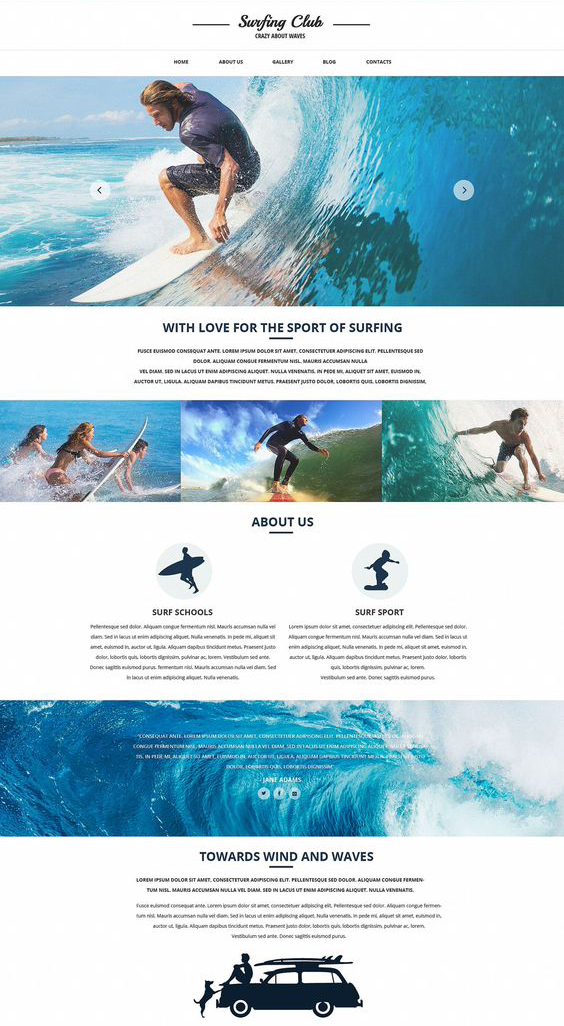 Surfing Club
CRAZY ABOUT WAVES
HOME ABOUT US GALLERY BLOG CONTACTS
WITH LOVE FOR THE SPORT OF SURFING
FUSCE EUISMOD CONSEQUAT ANTE. LOREM IPSUM DOLOR SIT AMET, CONSECTETUER ADIPISCING ELIT. PELLENTESQUE SED
DOLOR. ALIQUAM CONGUE FERMENTUM NISL. MAURIS ACCUMSAN NULLA
VEL DIAM. SED IN LACUS UT ENIM ADIPISCING ALIQUET. NULLA VENENATIS. IN PEDE MI, ALIQUET SIT AMET, EUISMOD IN,
AUCTOR UT, LIGULA. ALIQUAM DAPIBUS TINCIDUNT METUS. PRAESENT JUSTO DOLOR, LOBORTIS QUIS, LOBORTIS DIGNISSIM,
ABOUT US
SURF SCHOOLS
Pellentesque sed dolor. Aliquam congue fermentum nisl. Mauris accumsan nulla vel
diam. Sed in lacus ut enim adipiscing aliquet. Nulla venenatis. In pede mi, aliquet sit
amet, euismod in, auctor ut, ligula. Aliquam dapibus tincidunt metus. Praesent justo
dolor, lobortis quis, lobortis dignissim, pulvinar ac, lorem. Vestibulum sed ante.
Donec sagittis euismod purus. fermentum nisl. Mauris accumsan nulla vel diam. Sed
in lacus ut enim adipiscing aliquet. Nulla venenatis.
SURF SPORT
Lorem ipsum dolor sit amet, consectetuer adipiscing elit. Pellentesque sed dolor.
Aliquam congue fermentum nisl. Mauris accumsan nulla vel diam. Sed in lacus ut
enim adipiscing aliquet. Nulla venenatis. In pede mi, aliquet sit amet, euismod in,
auctor ut, ligula. Aliquam dapibus tincidunt metus. Praesent justo dolor, lobortis
quis, lobortis dignissim, pulvinar ac, lorem.
Vestibulum sed ante. Donec sagittis euismod purus.
"CONSEQUAT ANTE. LOREM IPSUM DOLOR SIT AMET, CONSECTETUER ADIPISCING ELIT. PELLENTESQUE SED DOLOR. ALIQUAM
CONGUE FERMENTUM NISL. MAURIS ACCUMSAN NULLA VEL DIAM. SED IN LACUS UT ENIM ADIPISCING ALIQUET. NULLA VENENA-
TIS. IN PEDE MI, ALIQUET SIT AMET, EUISMOD IN, AUCTOR UT, LIGULA. ALIQUAM DAPIBUS TINCIDUNT METUS. PRAESENT JUSTO
DOLOR, LOBORTIS QUIS, LOBORTIS DIGNISSIM"
JANE ADAMS
TOWARDS WIND AND WAVES
LOREM IPSUM DOLOR SIT AMET, CONSECTETUER ADIPISCING ELIT. PELLENTESQUE SED DOLOR. ALIQUAM CONGUE FERMEN-
TUM NISL. MAURIS ACCUMSAN NULLA VEL DIAM. SED IN LACUS UT ENIM ADIPISCING ALIQUET. NULLA VENENATIS.
Fusce euismod consequat ante. Lorem ipsum dolor sit amet, consectetuer adipiscing elit. Pellentesque sed dolor. Aliquam congue fermen-
tum nisl. Mauris accumsan nulla vel diam. Sed in lacus ut enim adipiscing aliquet. Nulla venenatis. In pede mi, aliquet sit amet, euismod in,
auctor ut, ligula. Aliquam dapibus tincidunt metus. Praesent justo dolor, lobortis quis, lobortis dignissim, pulvinar ac, lorem.
Vestibulum sed ante. Donec sagittis euismod purus.